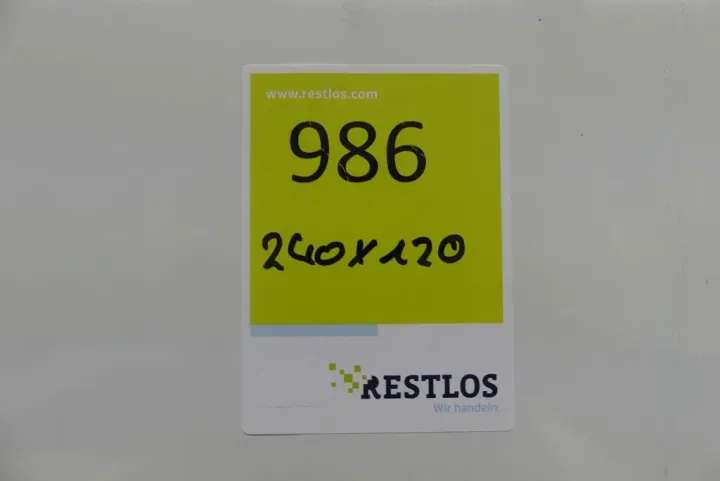 www.restlos.com
986
240x120
RESTLOS
Wir handeln.